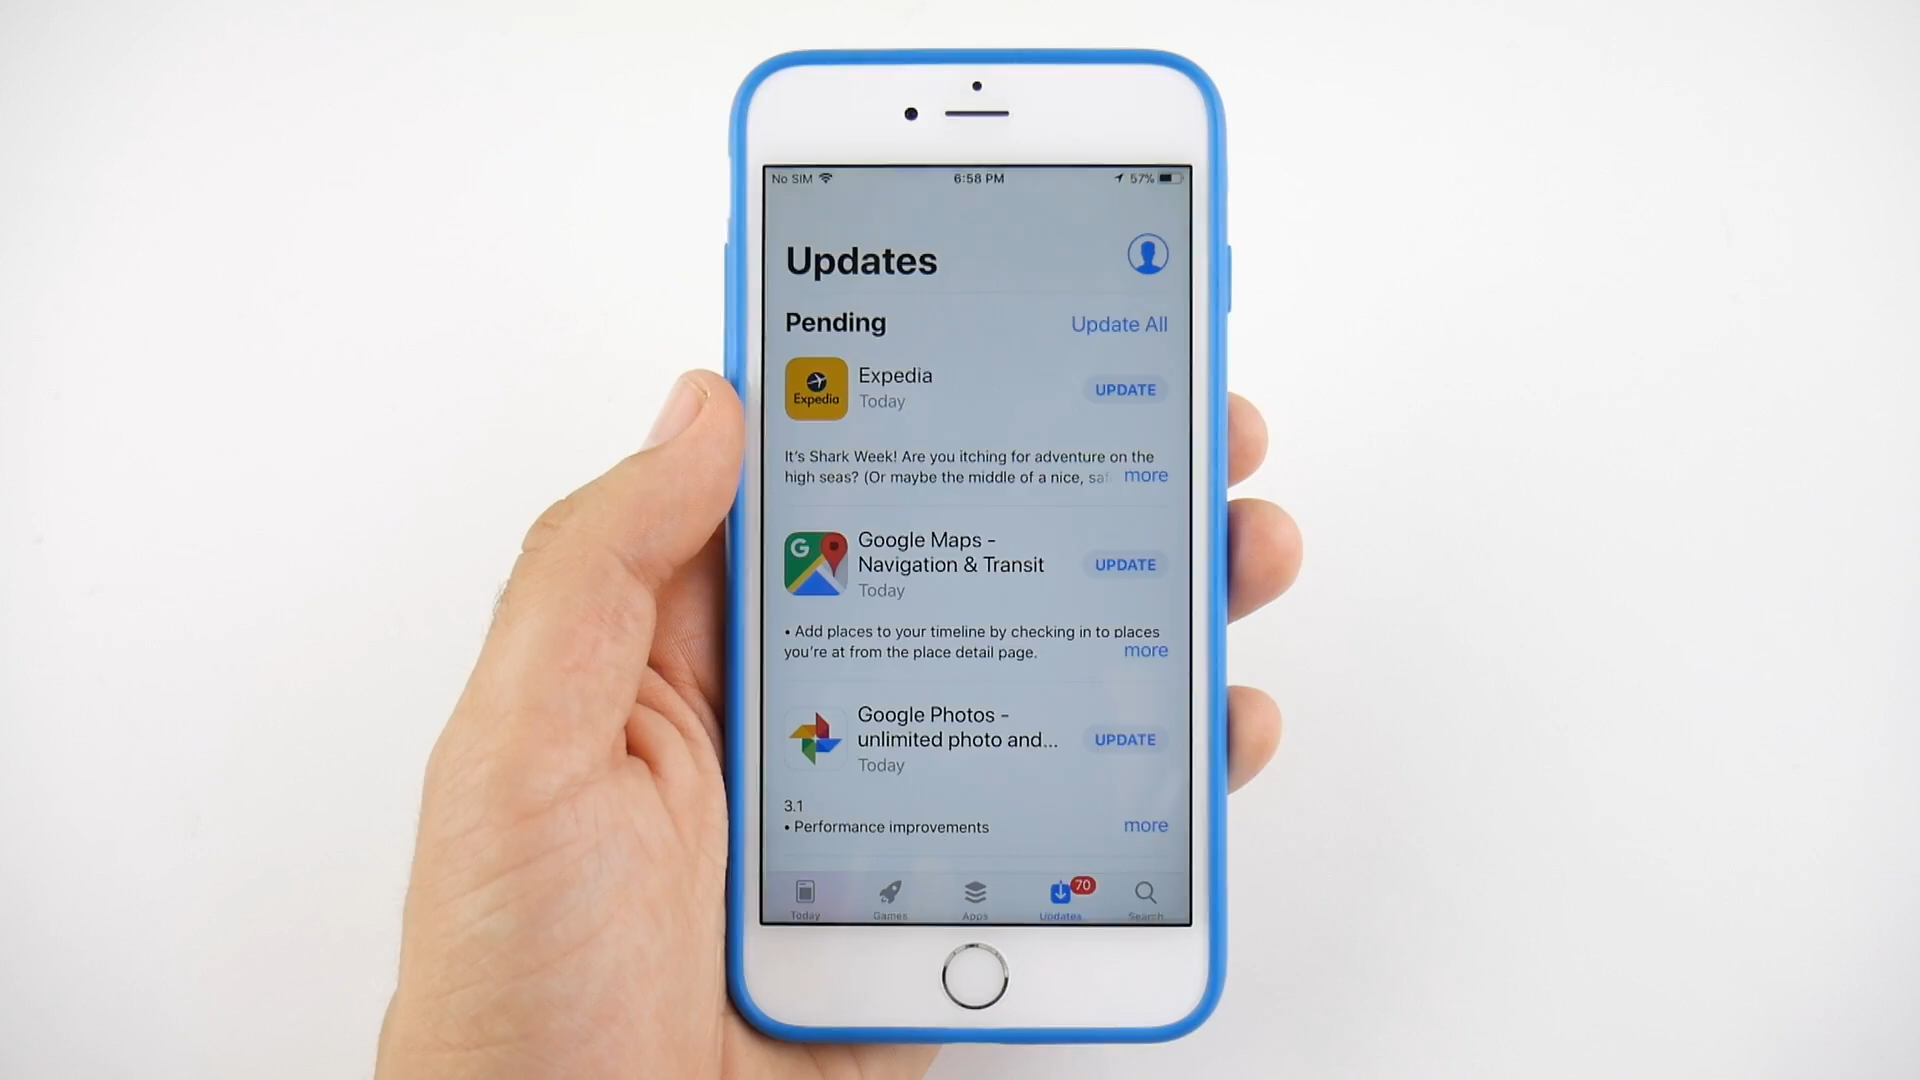 No SIM 6:58 PM 57%
Updates
Pending Update All
Expedia
Expedia
Today
UPDATE
It's Shark Week! Are you itching for adventure on the
high seas? (Or maybe the middle of a nice, saf more
G
Google Maps -
Navigation & Transit
Today
UPDATE
• Add places to your timeline by checking in to places
you're at from the place detail page. more
Google Photos -
unlimited photo and...
Today
UPDATE
3.1
• Performance improvements more
70
Today Games Apps Updates Search